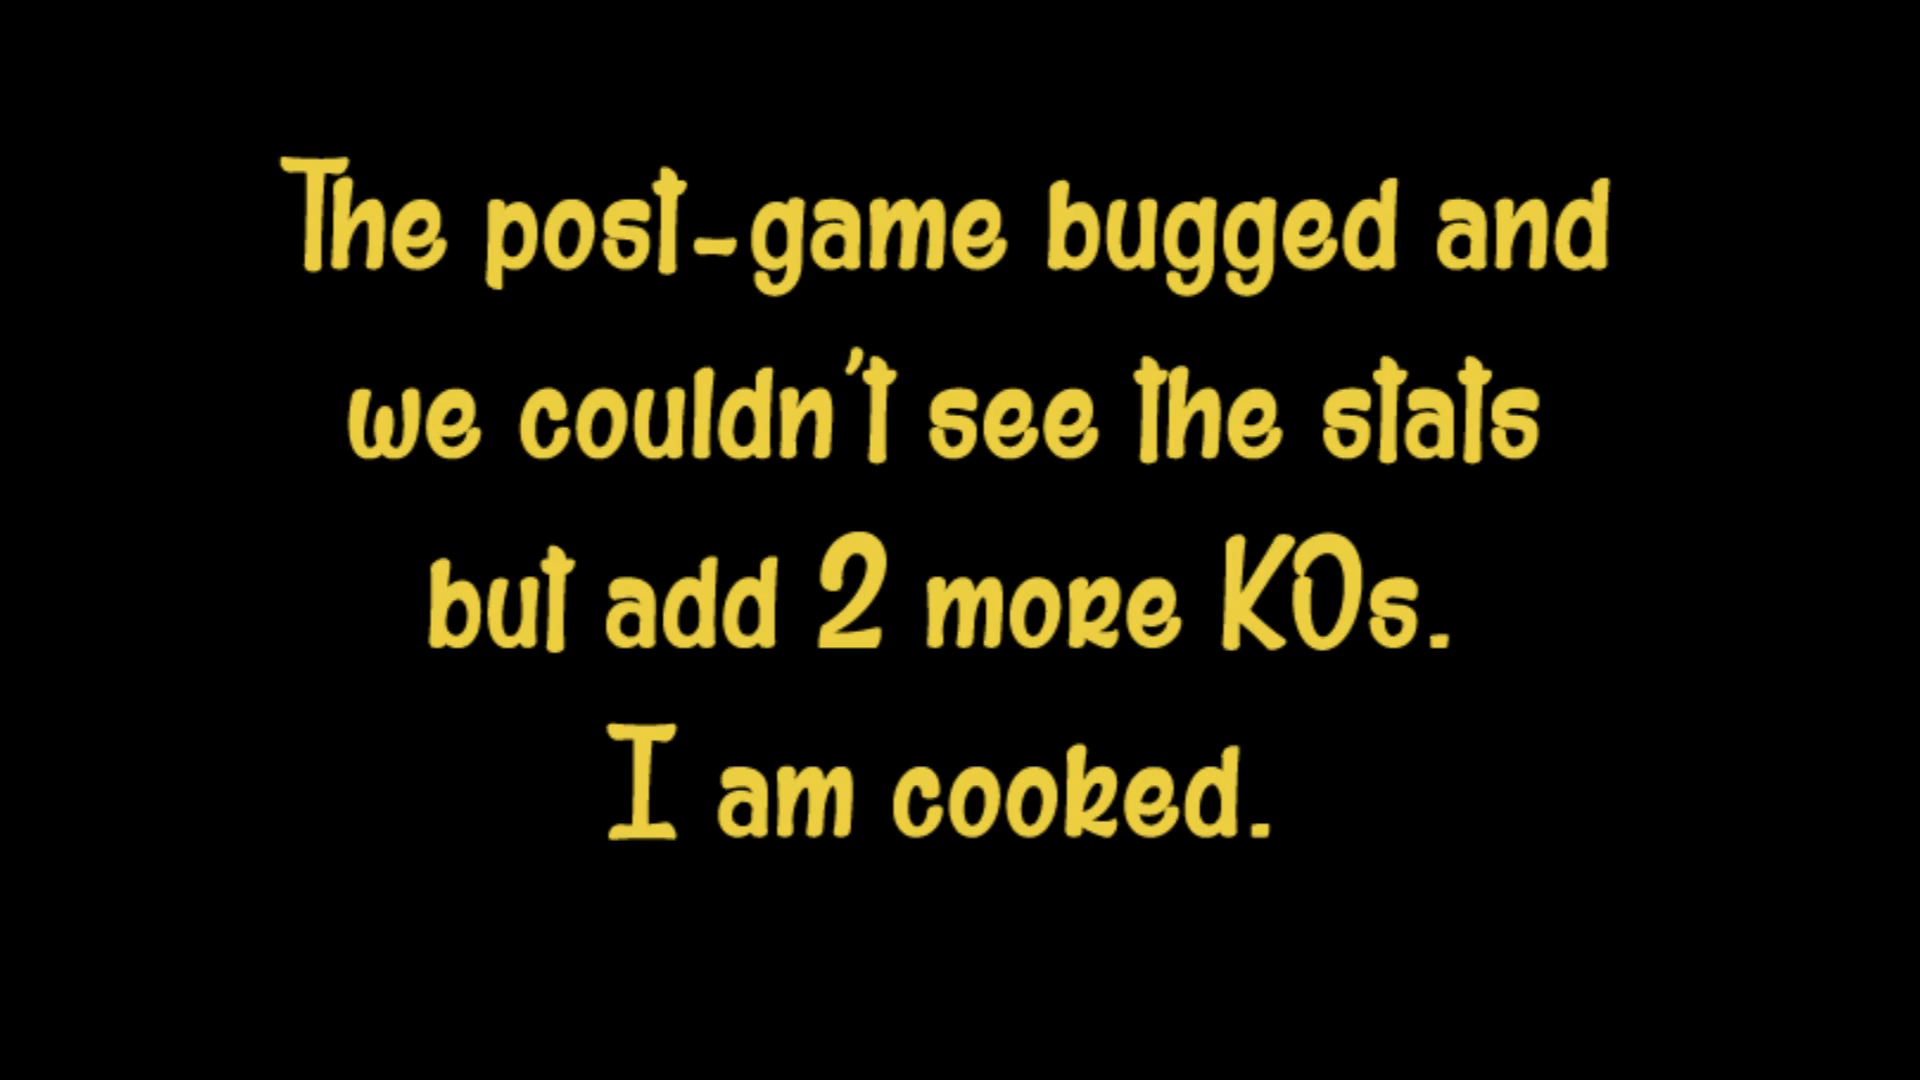 The post-game bugged and
we couldn't see the stats
but add 2 more KOs.
I am cooked.